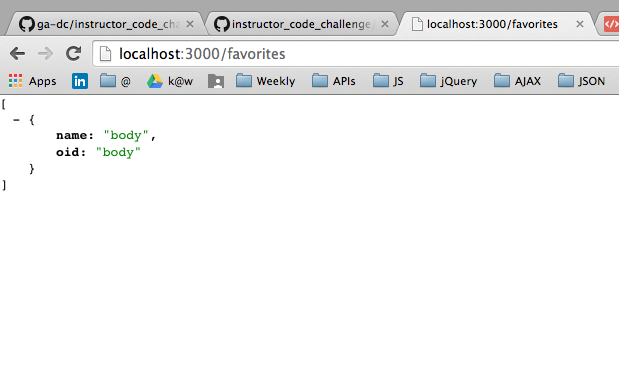 ga-dc/instructor_code_cha
instructor_code_challenge
localhost:3000/favorites
localhost:3000/favorites
Apps
in
@
k@w
Weekly
APIs
JS
jQuery
AJAX
JSON
[
- {
name: "body",
oid: "body"
}
]